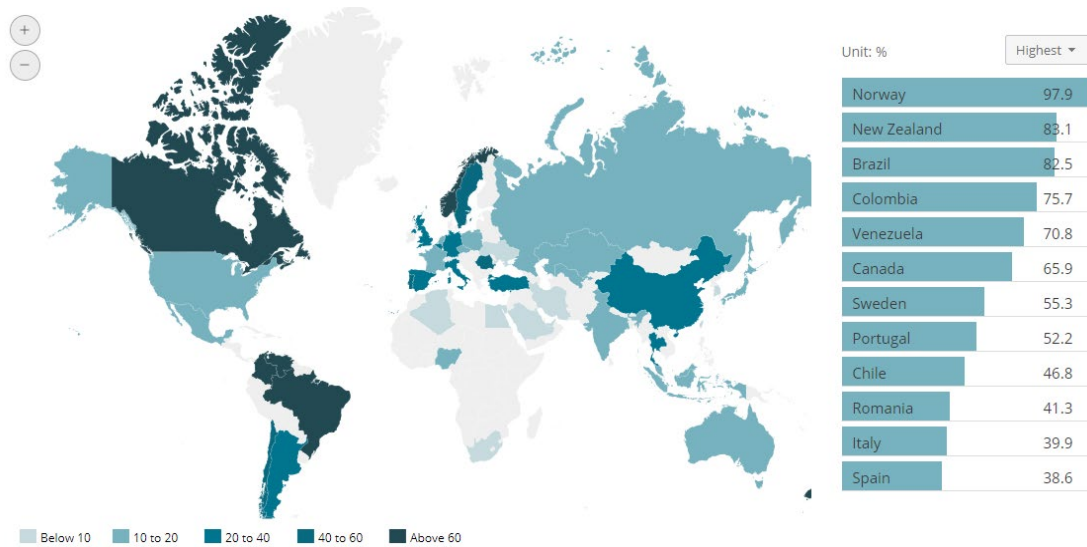 +
−
Unit: %
Highest
Norway 97.9
New Zealand 83.1
Brazil 82.5
Colombia 75.7
Venezuela 70.8
Canada 65.9
Sweden 55.3
Portugal 52.2
Chile 46.8
Romania 41.3
Italy 39.9
Spain 38.6
Below 10 10 to 20 20 to 40 40 to 60 Above 60